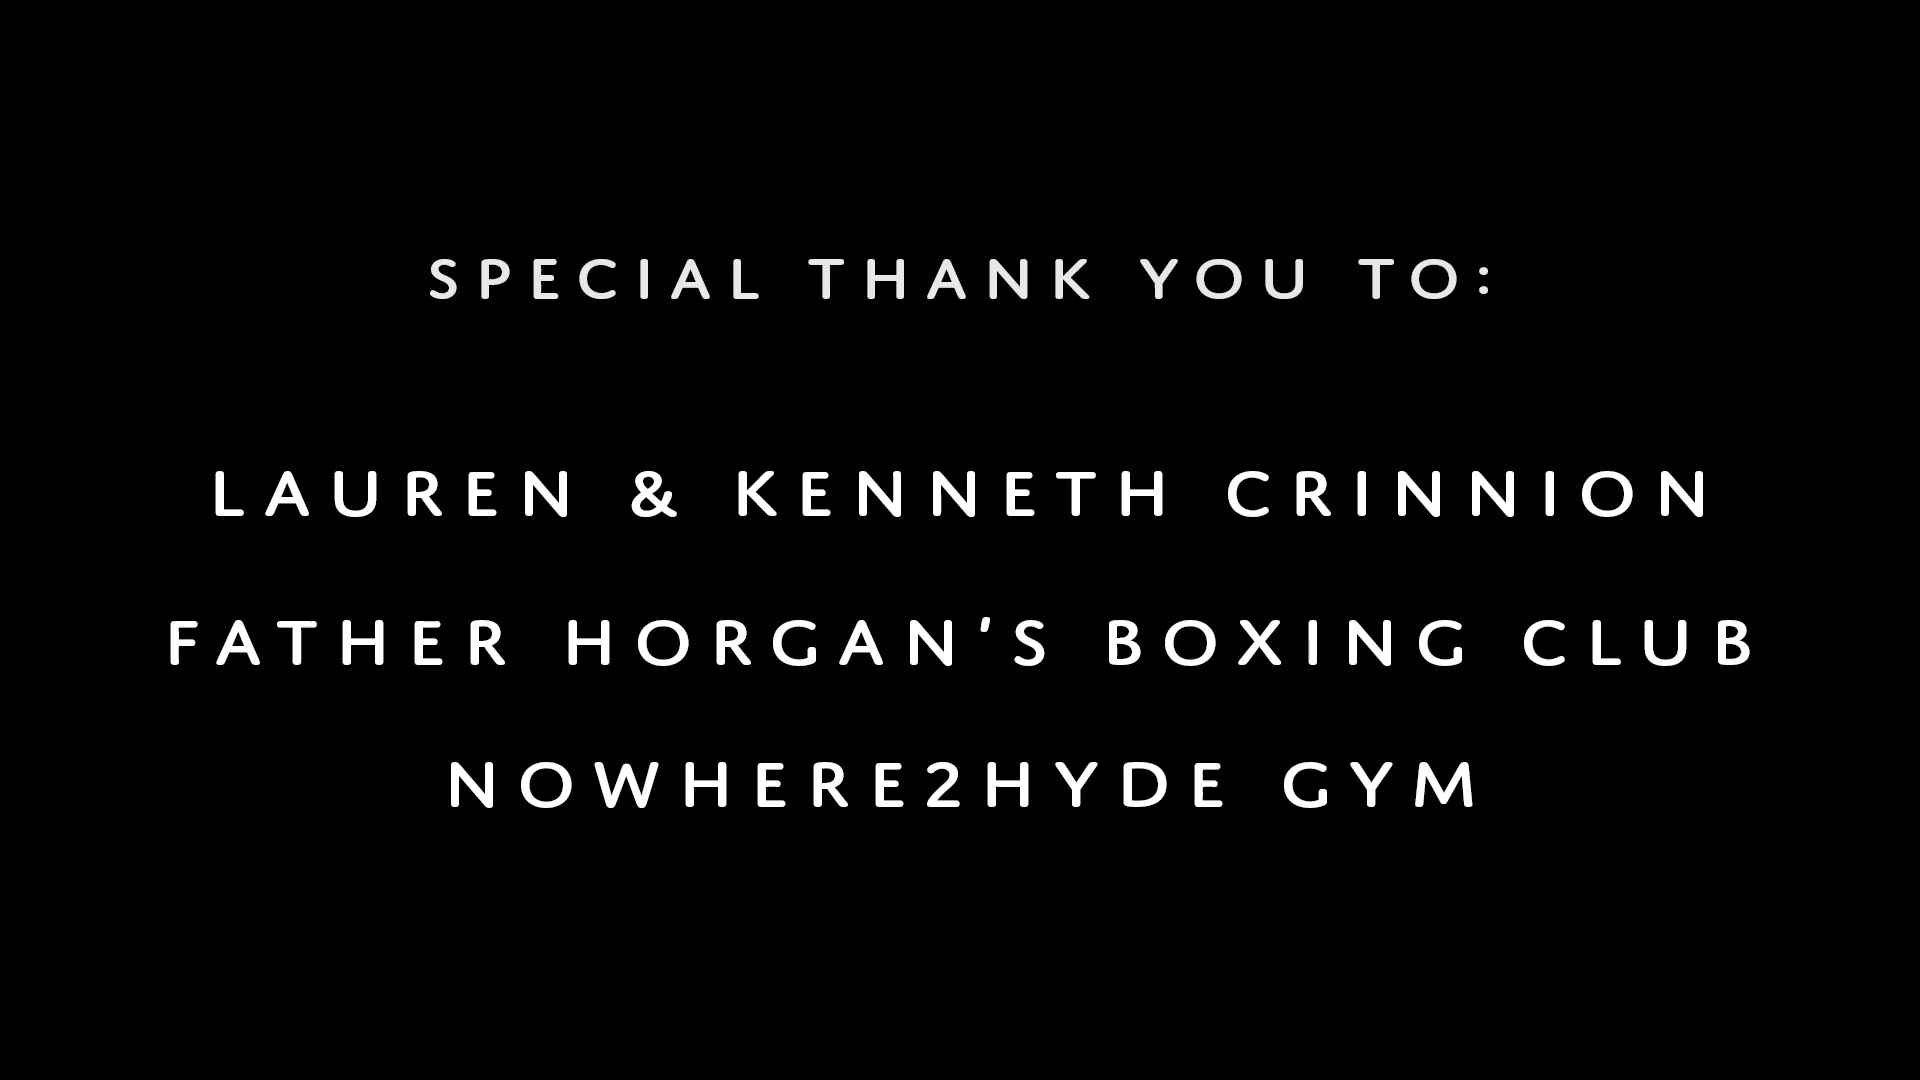 SPECIAL THANK YOU TO:
LAUREN & KENNETH CRINNION
FATHER HORGAN'S BOXING CLUB
NOWHERE2HYDE GYM